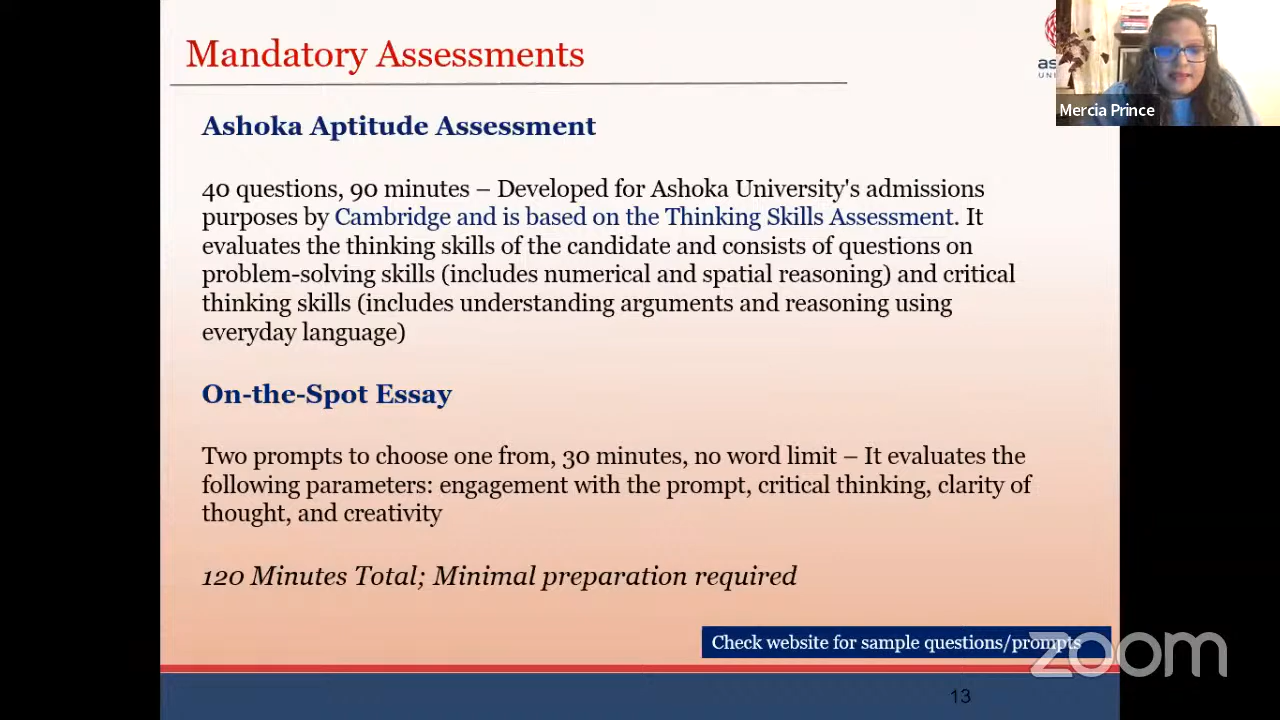 Mandatory Assessments
Mercia Prince
Ashoka Aptitude Assessment
40 questions, 90 minutes – Developed for Ashoka University's admissions
purposes by Cambridge and is based on the Thinking Skills Assessment. It
evaluates the thinking skills of the candidate and consists of questions on
problem-solving skills (includes numerical and spatial reasoning) and critical
thinking skills (includes understanding arguments and reasoning using
everyday language)
On-the-Spot Essay
Two prompts to choose one from, 30 minutes, no word limit – It evaluates the
following parameters: engagement with the prompt, critical thinking, clarity of
thought, and creativity
120 Minutes Total; Minimal preparation required
Check website for sample questions/prompts
zoom
13